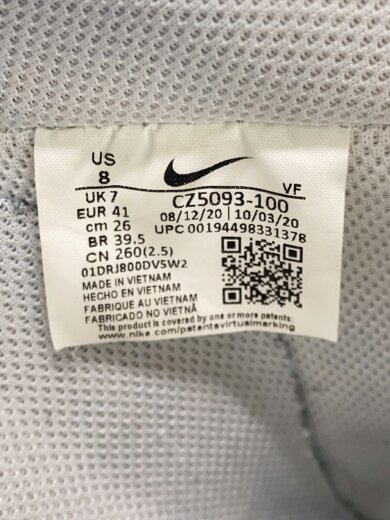 US
8
VF
UK 7
CZ5093-100
EUR 41
08/12/20 | 10/03/20
cm 26
UPC 00194498331378
BR 39.5
CN 260(2.5)
01DRJ800DV5W2
MADE IN VIETNAM
HECHO EN VIETNAM
FABRIQUE AU VIETNAM
FABRICADO NO VIETNÃ
This product is covered by one or more patents:
www.nike.com/patentsvirtualmarking